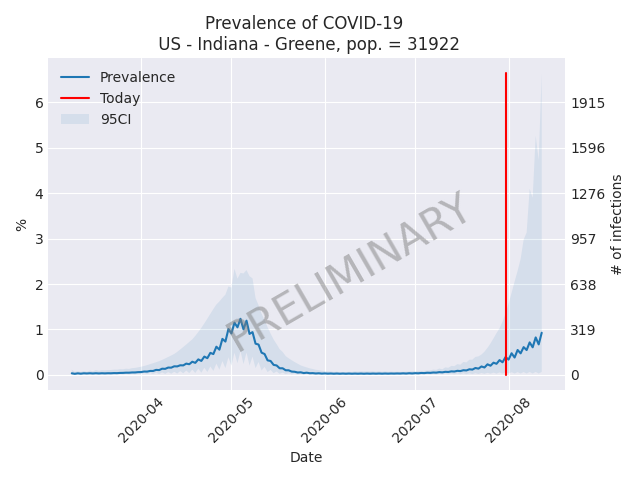 Prevalence of COVID-19
US - Indiana - Greene, pop. = 31922
Prevalence
Today
95CI
6
5
4
3
2
1
0
%
1915
1596
1276
957
638
319
0
# of infections
PRELIMINARY
2020-04
2020-05
2020-06
2020-07
2020-08
Date